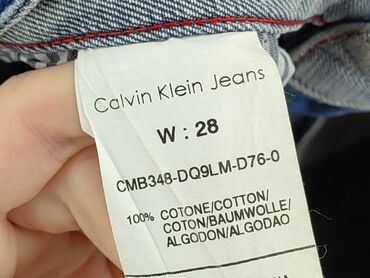 Calvin Klein Jeans
W : 28
CMB348-DQ9LM-D76-0
100% COTONE/COTTON/
COTON/BAUMWOLLE/
ALGODON/ALGODAO